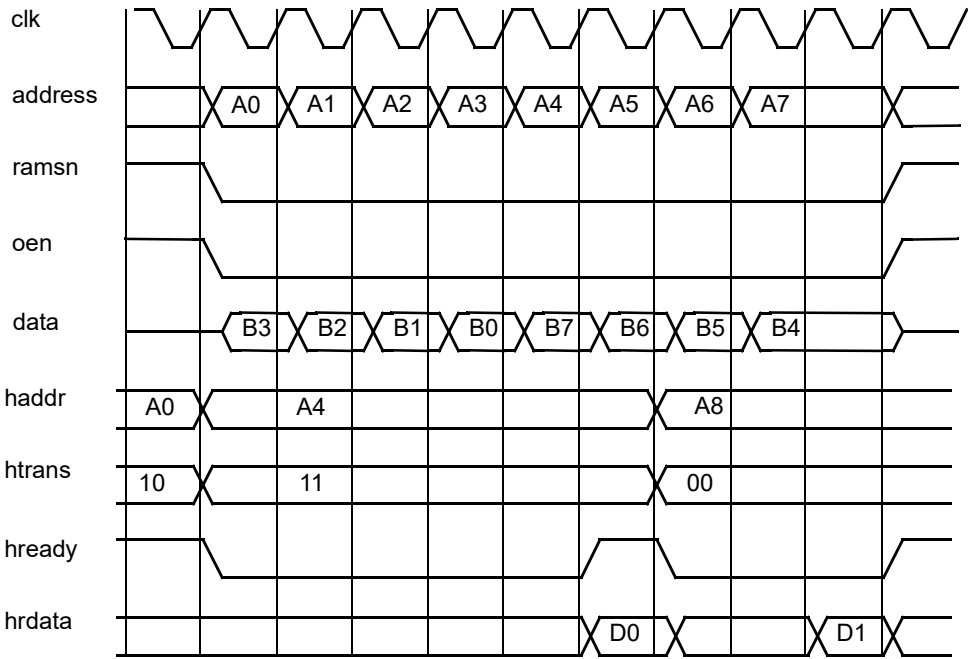 clk
address A0 A1 A2 A3 A4 A5 A6 A7
ramsn
oen
data B3 B2 B1 B0 B7 B6 B5 B4
haddr A0 A4 A8
htrans 10 11 00
hready
hrdata D0 D1